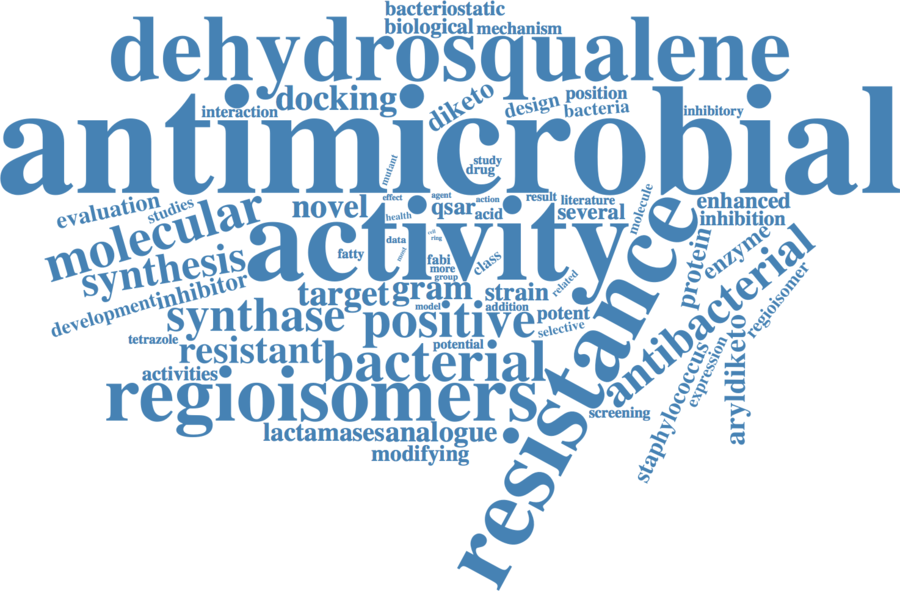 bacteriostatic
biological mechanism
dehydrosqualene
interaction docking diketo design position bacteria inhibitory
antimicrobial
mutant study drug
evaluation studies novel effect health agent action qsar acid result literature several molecule enhanced inhibition
molecular activity
synthesis fatty data most cell ring fabi more group class related
development inhibitor target gram model strain addition
protein enzyme
resistance
antibacterial
regioisomer
synthase positive potent selective
tetrazole resistant potential
bacterial
activities
regioisomers
staphylococcus expression aryldiketo
screening
lactamases analogue
modifying